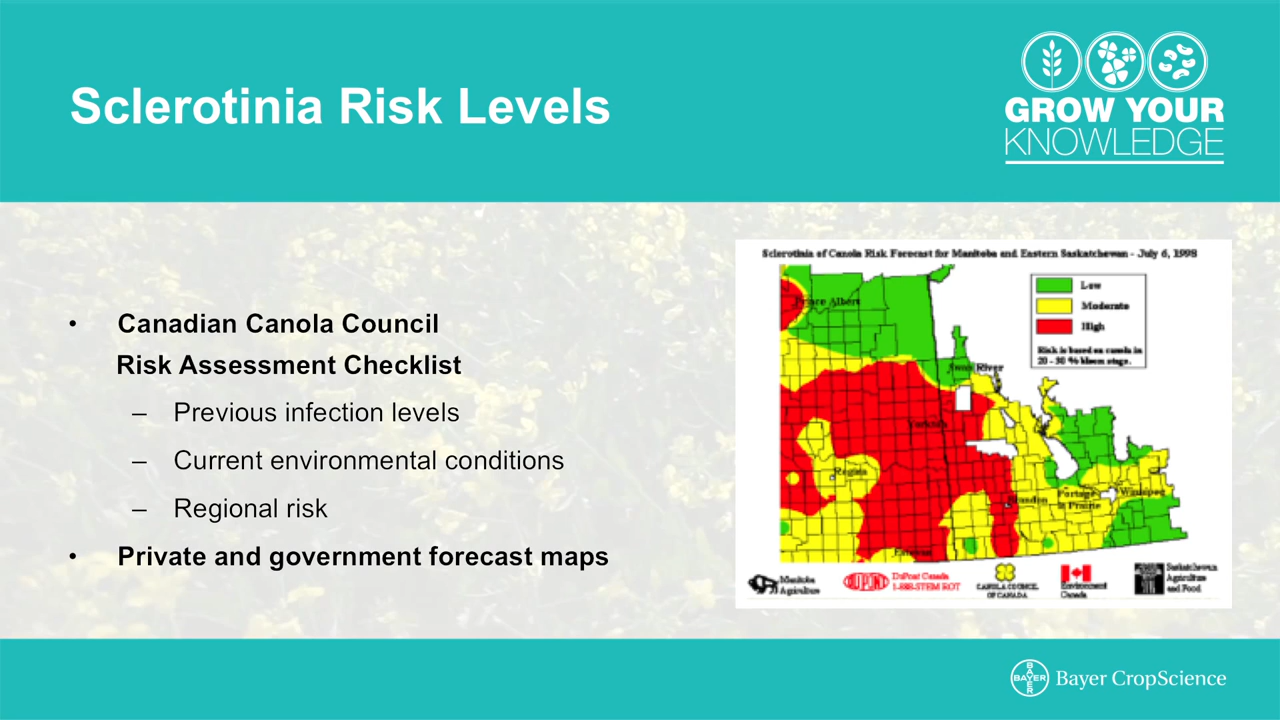 Sclerotinia Risk Levels
GROW YOUR
KNOWLEDGE
• Canadian Canola Council
Risk Assessment Checklist
– Previous infection levels
– Current environmental conditions
– Regional risk
• Private and government forecast maps
Sclerotinia of Canola Risk Forecast for Manitoba and Eastern Saskatchewan - July 6, 1998
Low
Moderate
High
Risk is based on canola in
20 - 30 % bloom stage.
Prince Albert
Swan River
Yorkton
Regina
Brandon
Portage
la Prairie
Winnipeg
Estevan
Manitoba
Agriculture
DUPONT
DuPont Canada
1-888-STEM ROT
CANOLA COUNCIL
OF CANADA
Environment
Canada
Saskatchewan
Agriculture
and Food
BAYER
BAYER
Bayer CropScience